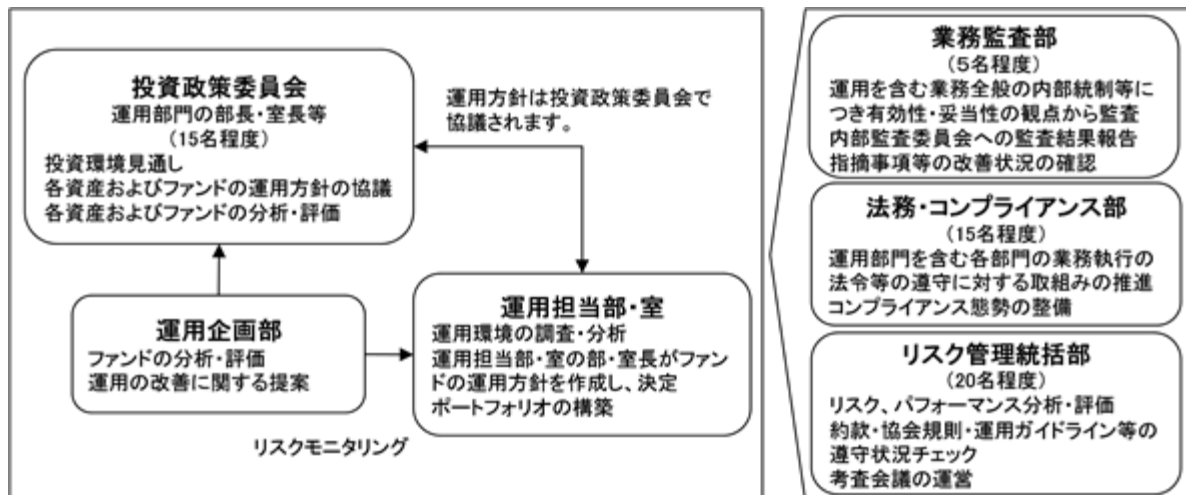 投資政策委員会
運用部門の部長・室長等
(15名程度)
投資環境見通し
各資産およびファンドの運用方針の協議
各資産およびファンドの分析・評価
運用方針は投資政策委員会で
協議されます。
運用企画部
ファンドの分析・評価
運用の改善に関する提案
運用担当部・室
運用環境の調査・分析
運用担当部・室の部・室長がファン
ドの運用方針を作成し、決定
ポートフォリオの構築
リスクモニタリング
業務監査部
(5名程度)
運用を含む業務全般の内部統制等に
つき有効性・妥当性の観点から監査
内部監査委員会への監査結果報告
指摘事項等の改善状況の確認
法務・コンプライアンス部
(15名程度)
運用部門を含む各部門の業務執行の
法令等の遵守に対する取組みの推進
コンプライアンス態勢の整備
リスク管理統括部
(20名程度)
リスク、パフォーマンス分析・評価
約款・協会規則・運用ガイドライン等の
遵守状況チェック
考査会議の運営